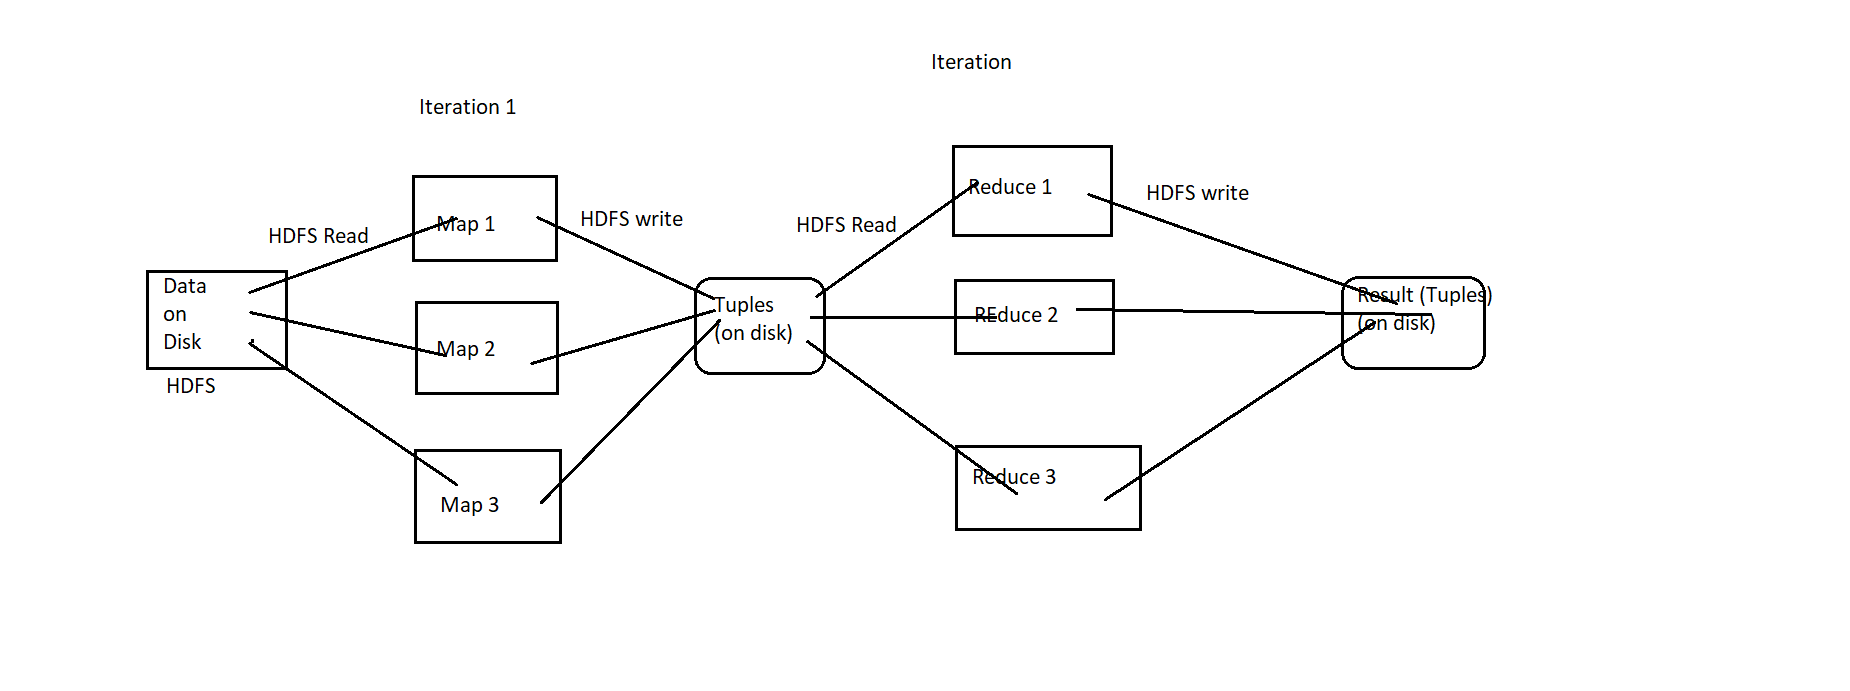 Iteration
Iteration 1
Reduce 1
HDFS write
Map 1
HDFS write
HDFS Read
HDFS Read
Data
on
Disk
HDFS
Map 2
Tuples
(on disk)
REduce 2
Result (Tuples)
(on disk)
Map 3
Reduce 3